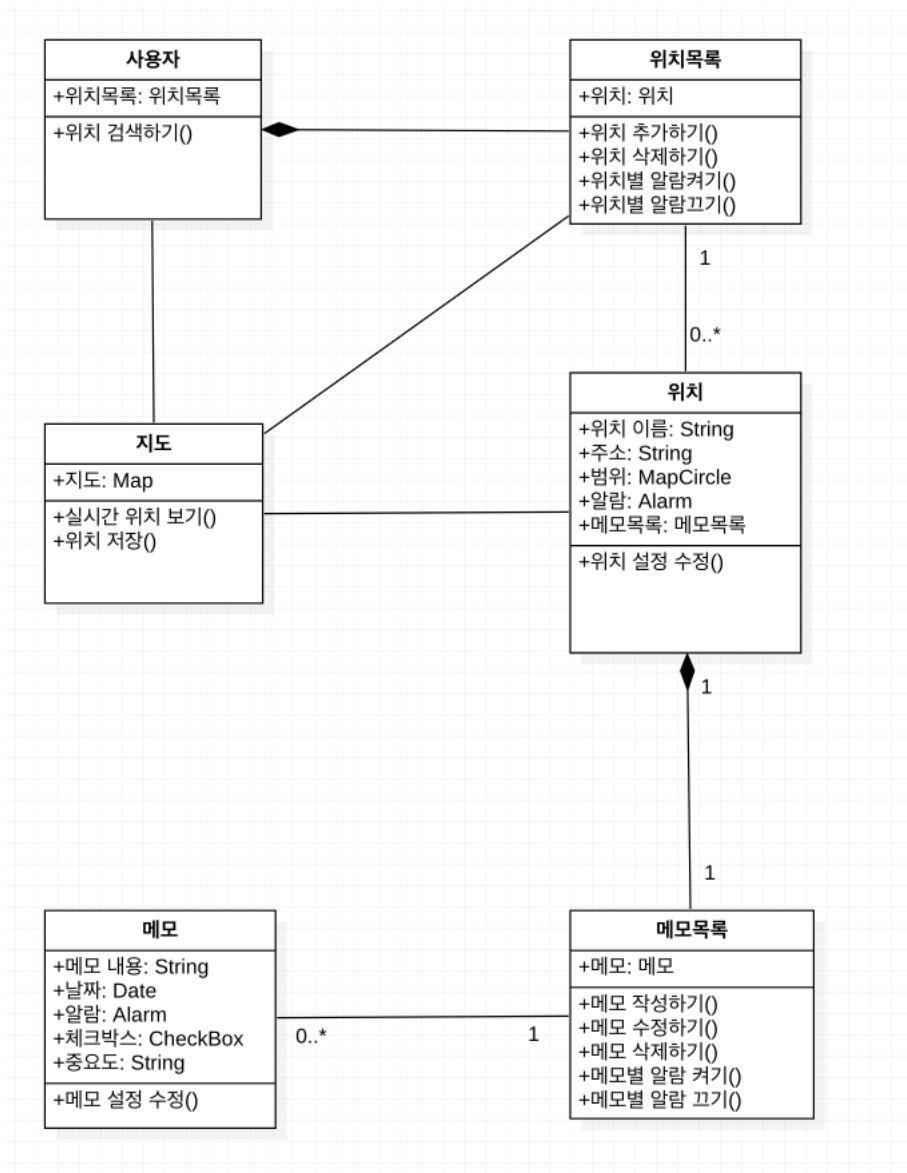 사용자
+위치목록: 위치목록
+위치 검색하기()
위치목록
+위치: 위치
+위치 추가하기()
+위치 삭제하기()
+위치별 알람켜기()
+위치별 알람끄기()
1
0..*
지도
+지도: Map
+실시간 위치 보기()
+위치 저장()
위치
+위치 이름: String
+주소: String
+범위: MapCircle
+알람: Alarm
+메모목록: 메모목록
+위치 설정 수정()
1
1
메모
+메모 내용: String
+날짜: Date
+알람: Alarm
+체크박스: CheckBox
+중요도: String
+메모 설정 수정()
0..*
1
메모목록
+메모: 메모
+메모 작성하기()
+메모 수정하기()
+메모 삭제하기()
+메모별 알람 켜기()
+메모별 알람 끄기()